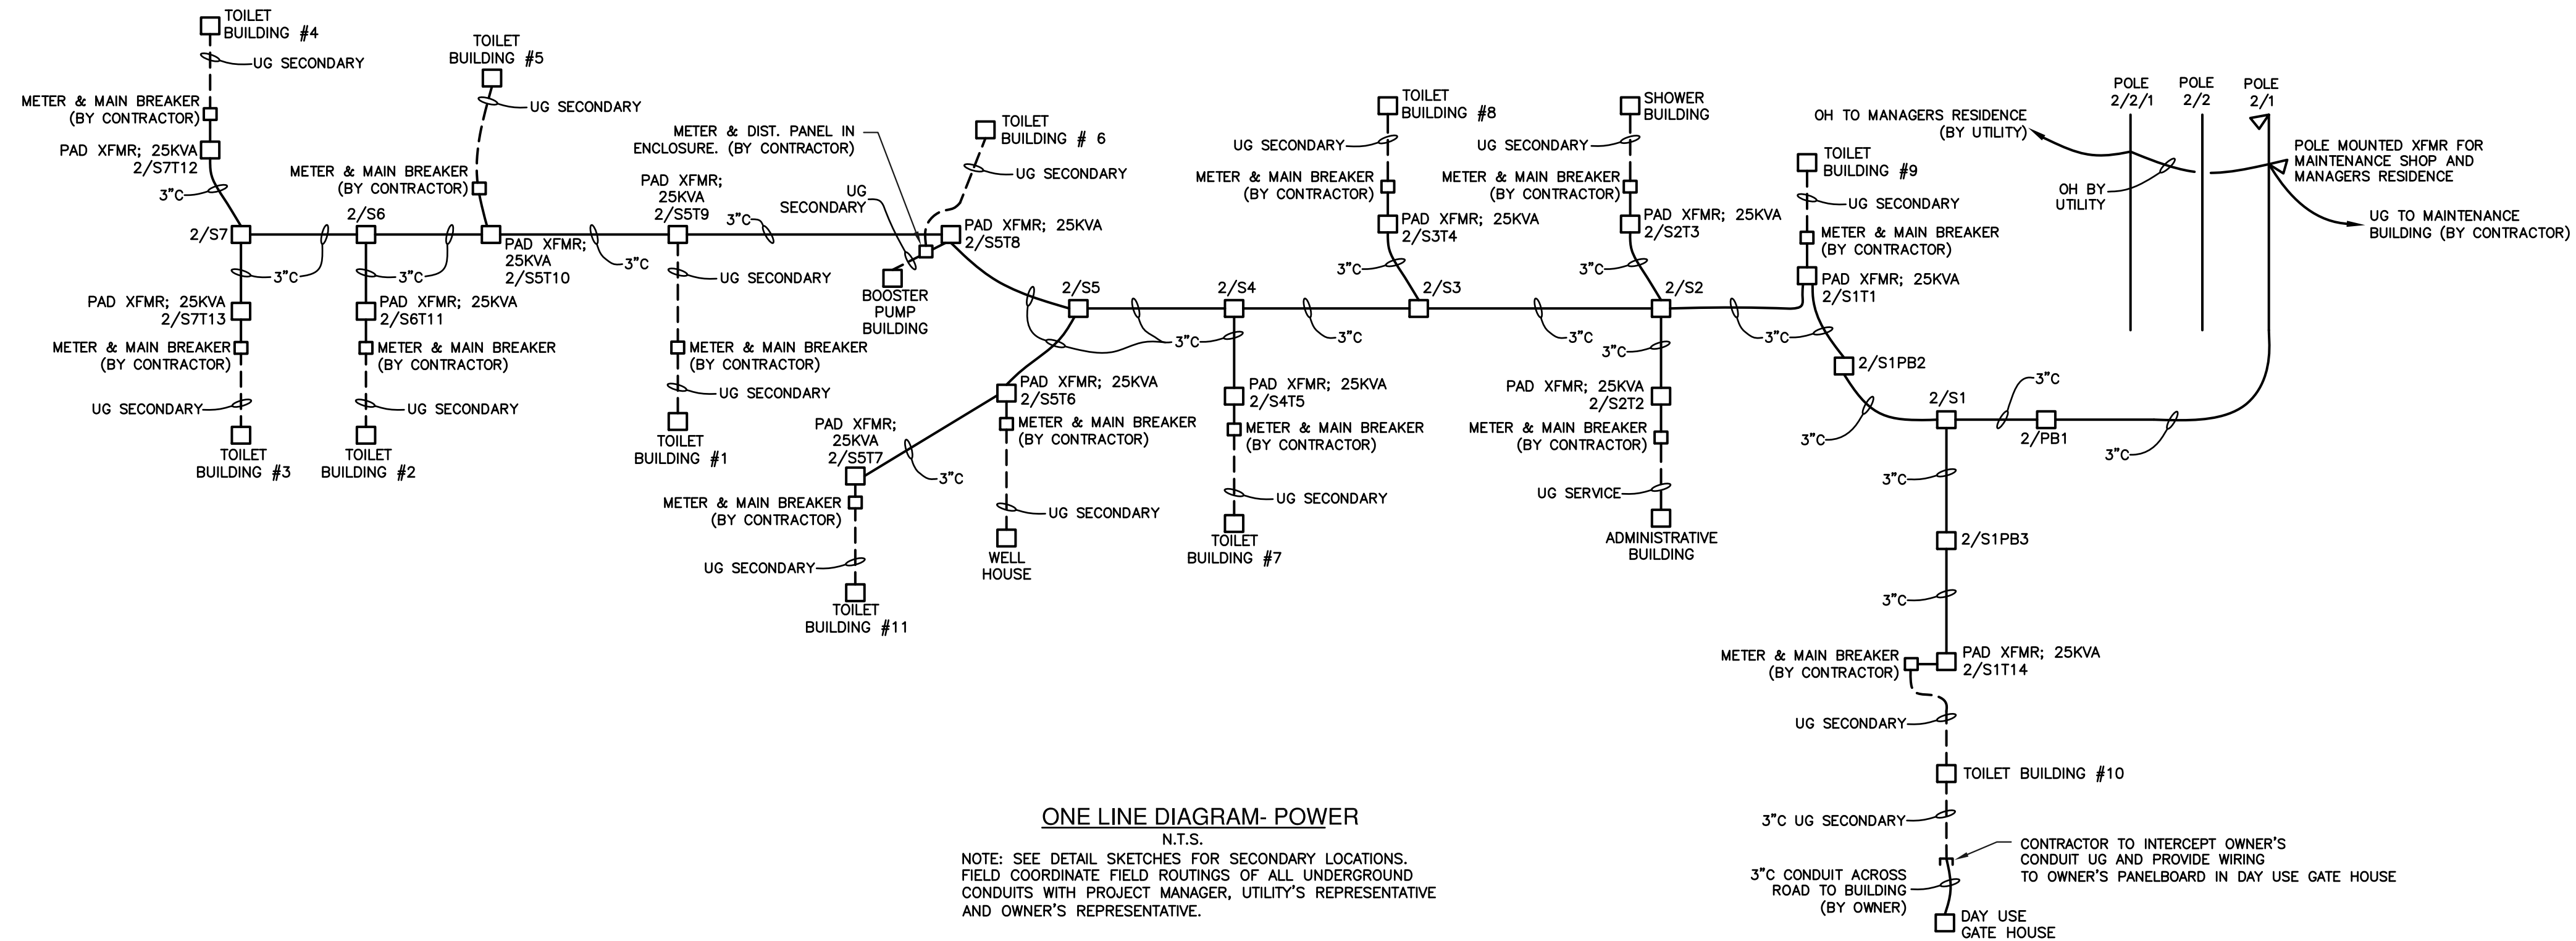 TOILET
BUILDING #4
UG SECONDARY
METER & MAIN BREAKER
(BY CONTRACTOR)
PAD XFMR; 25KVA
2/S7T12
3"C
2/S7
3"C
PAD XFMR; 25KVA
2/S7T13
METER & MAIN BREAKER
(BY CONTRACTOR)
UG SECONDARY
TOILET
BUILDING #3
2/S6
3"C
PAD XFMR; 25KVA
2/S6T11
METER & MAIN BREAKER
(BY CONTRACTOR)
UG SECONDARY
TOILET
BUILDING #2
TOILET
BUILDING #5
UG SECONDARY
METER & MAIN BREAKER
(BY CONTRACTOR)
PAD XFMR;
25KVA
2/S5T10
3"C
PAD XFMR;
25KVA
2/S5T9
3"C
UG SECONDARY
METER & MAIN BREAKER
(BY CONTRACTOR)
UG SECONDARY
TOILET
BUILDING #1
METER & DIST. PANEL IN
ENCLOSURE. (BY CONTRACTOR)
UG
SECONDARY
TOILET
BUILDING # 6
UG SECONDARY
PAD XFMR; 25KVA
2/S5T8
BOOSTER
PUMP
BUILDING
2/S5
3"C
PAD XFMR; 25KVA
2/S5T6
METER & MAIN BREAKER
(BY CONTRACTOR)
UG SECONDARY
WELL
HOUSE
PAD XFMR;
25KVA
2/S5T7
3"C
METER & MAIN BREAKER
(BY CONTRACTOR)
UG SECONDARY
TOILET
BUILDING #11
2/S4
3"C
PAD XFMR; 25KVA
2/S4T5
METER & MAIN BREAKER
(BY CONTRACTOR)
UG SECONDARY
TOILET
BUILDING #7
TOILET
BUILDING #8
UG SECONDARY
METER & MAIN BREAKER
(BY CONTRACTOR)
PAD XFMR; 25KVA
2/S3T4
3"C
2/S3
3"C
SHOWER
BUILDING
UG SECONDARY
METER & MAIN BREAKER
(BY CONTRACTOR)
PAD XFMR; 25KVA
2/S2T3
3"C
2/S2
3"C
3"C
PAD XFMR; 25KVA
2/S2T2
METER & MAIN BREAKER
(BY CONTRACTOR)
UG SERVICE
ADMINISTRATIVE
BUILDING
TOILET
BUILDING #9
UG SECONDARY
METER & MAIN BREAKER
(BY CONTRACTOR)
PAD XFMR; 25KVA
2/S1T1
2/S1PB2
3"C
2/S1
3"C
2/PB1
3"C
3"C
2/S1PB3
3"C
METER & MAIN BREAKER
(BY CONTRACTOR)
PAD XFMR; 25KVA
2/S1T14
UG SECONDARY
TOILET BUILDING #10
3"C UG SECONDARY
CONTRACTOR TO INTERCEPT OWNER'S
CONDUIT UG AND PROVIDE WIRING
TO OWNER'S PANELBOARD IN DAY USE GATE HOUSE
3"C CONDUIT ACROSS
ROAD TO BUILDING
(BY OWNER)
DAY USE
GATE HOUSE
POLE
2/2/1
POLE
2/2
POLE
2/1
OH TO MANAGERS RESIDENCE
(BY UTILITY)
OH BY
UTILITY
POLE MOUNTED XFMR FOR
MAINTENANCE SHOP AND
MANAGERS RESIDENCE
UG TO MAINTENANCE
BUILDING (BY CONTRACTOR)
ONE LINE DIAGRAM- POWER
N.T.S.
NOTE: SEE DETAIL SKETCHES FOR SECONDARY LOCATIONS.
FIELD COORDINATE FIELD ROUTINGS OF ALL UNDERGROUND
CONDUITS WITH PROJECT MANAGER, UTILITY'S REPRESENTATIVE
AND OWNER'S REPRESENTATIVE.